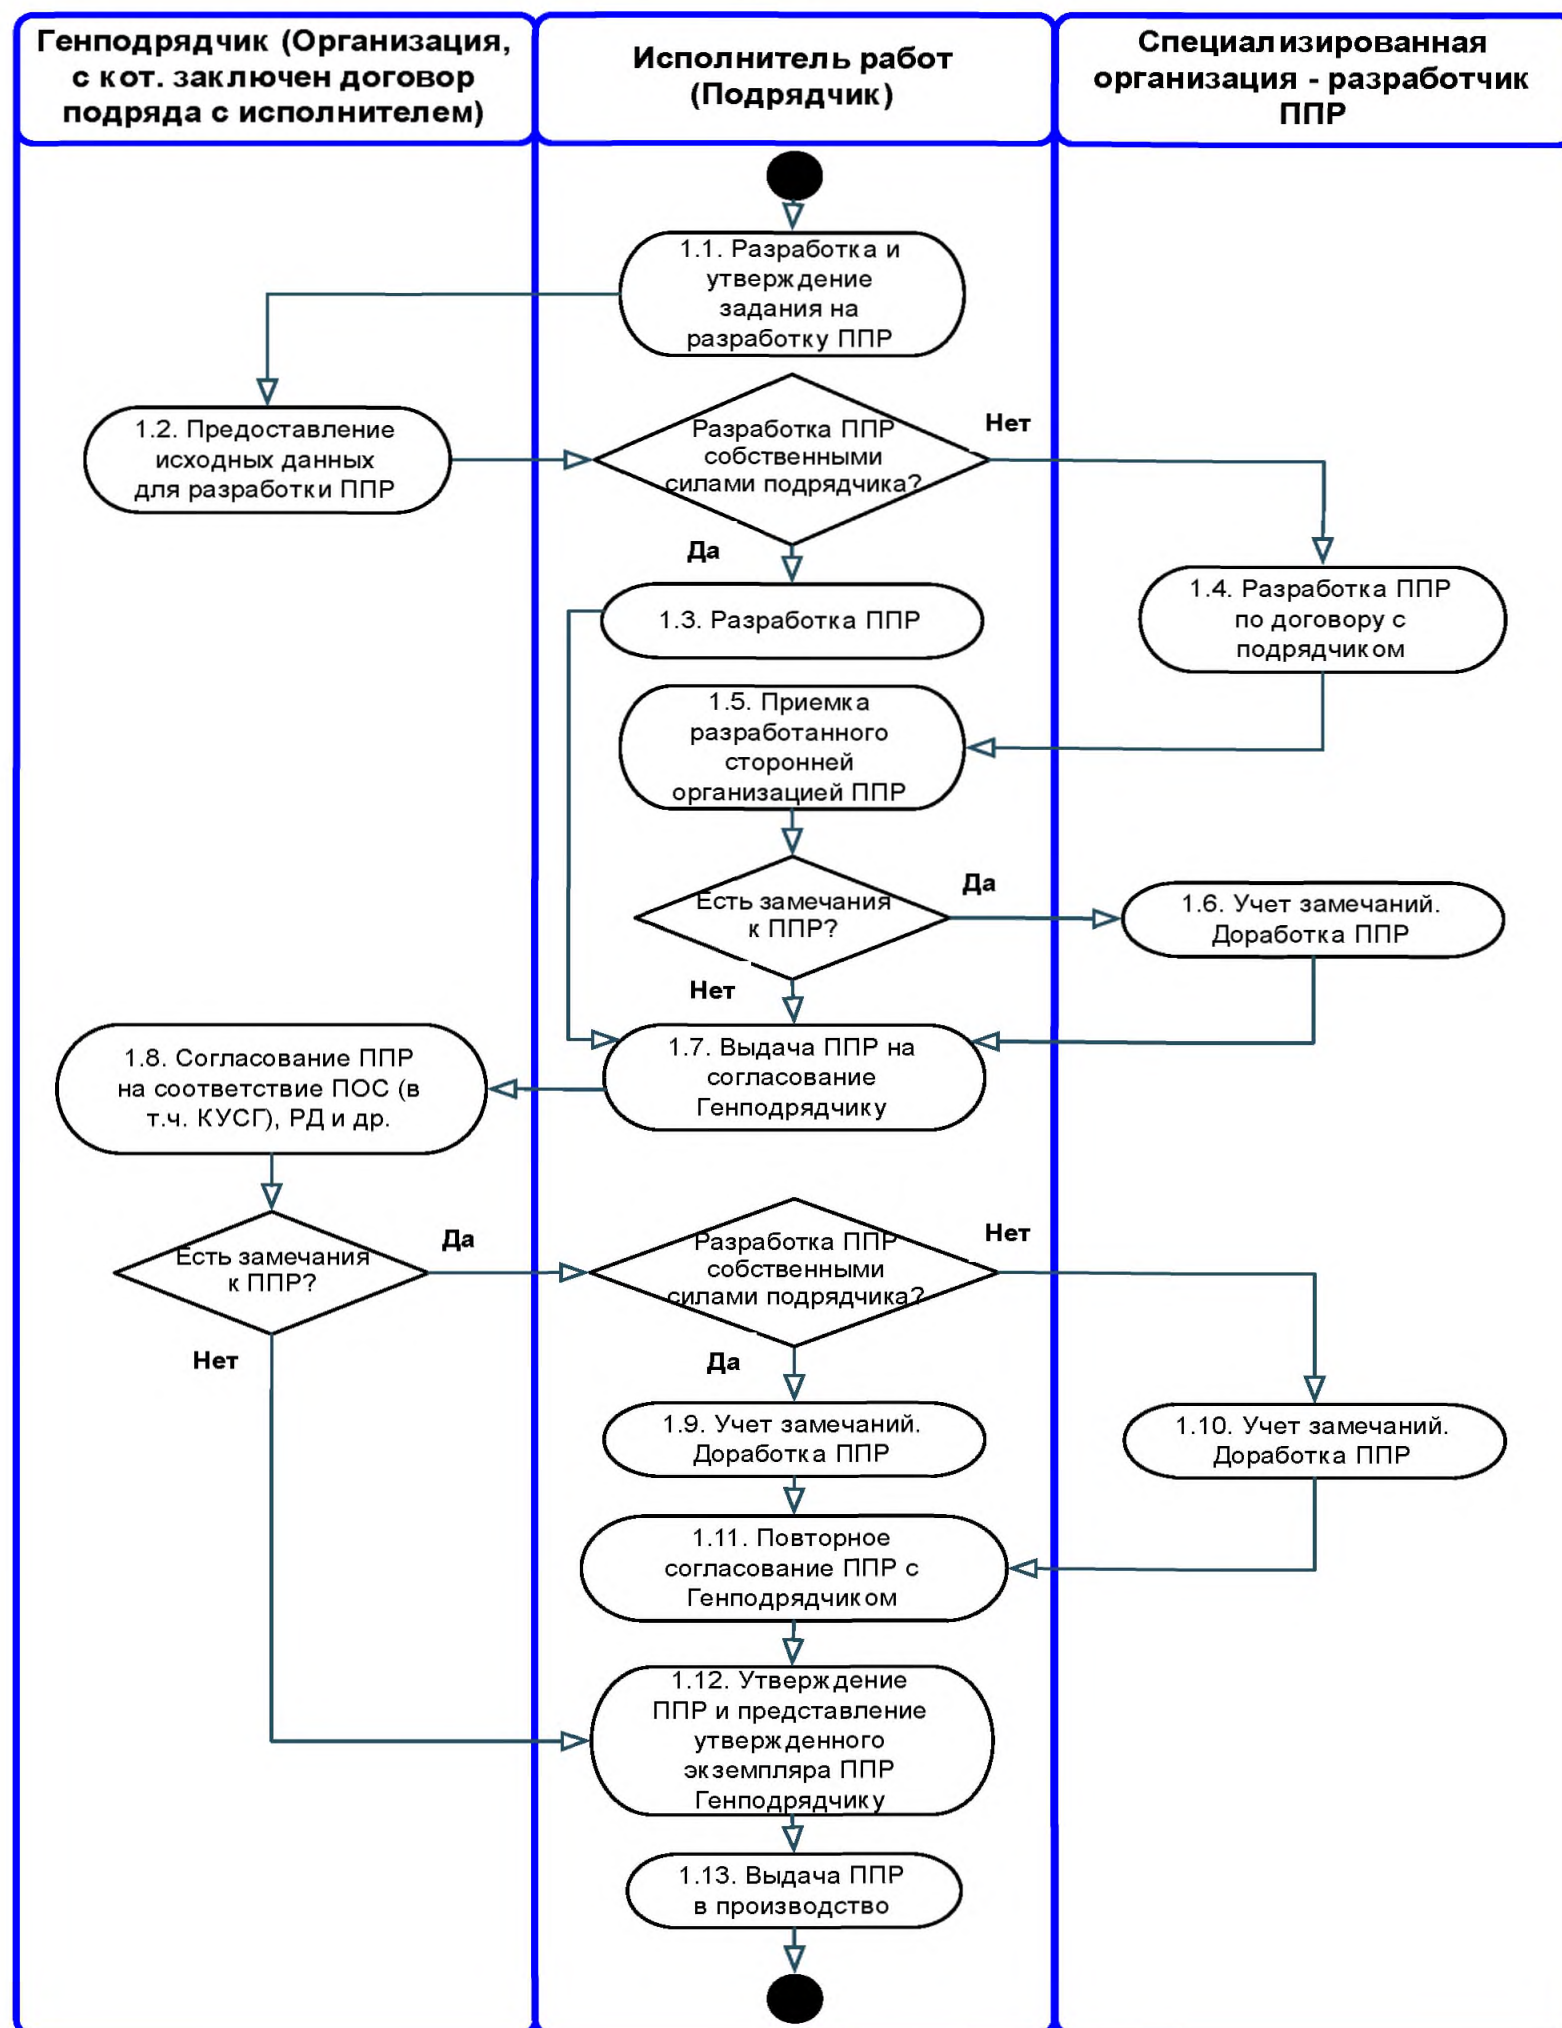 Генподрядчик (Организация,
с кот. заключен договор
подряда с исполнителем)
Исполнитель работ
(Подрядчик)
Специализированная
организация - разработчик
ППР
1.1. Разработка и
утверждение
задания на
разработку ППР
1.2. Предоставление
исходных данных
для разработки ППР
Разработка ППР
собственными
силами подрядчика?
Нет
Да
1.3. Разработка ППР
1.4. Разработка ППР
по договору с
подрядчиком
1.5. Приемка
разработанного
сторонней
организацией ППР
Есть замечания
к ППР?
Да
1.6. Учет замечаний.
Доработка ППР
Нет
1.7. Выдача ППР на
согласование
Генподрядчику
1.8. Согласование ППР
на соответствие ПОС (в
т.ч. КУСГ), РД и др.
Есть замечания
к ППР?
Да
Нет
Разработка ППР
собственными
силами подрядчика?
Нет
Да
1.9. Учет замечаний.
Доработка ППР
1.10. Учет замечаний.
Доработка ППР
1.11. Повторное
согласование ППР с
Генподрядчиком
1.12. Утверждение
ППР и представление
утвержденного
экземпляра ППР
Генподрядчику
1.13. Выдача ППР
в производство